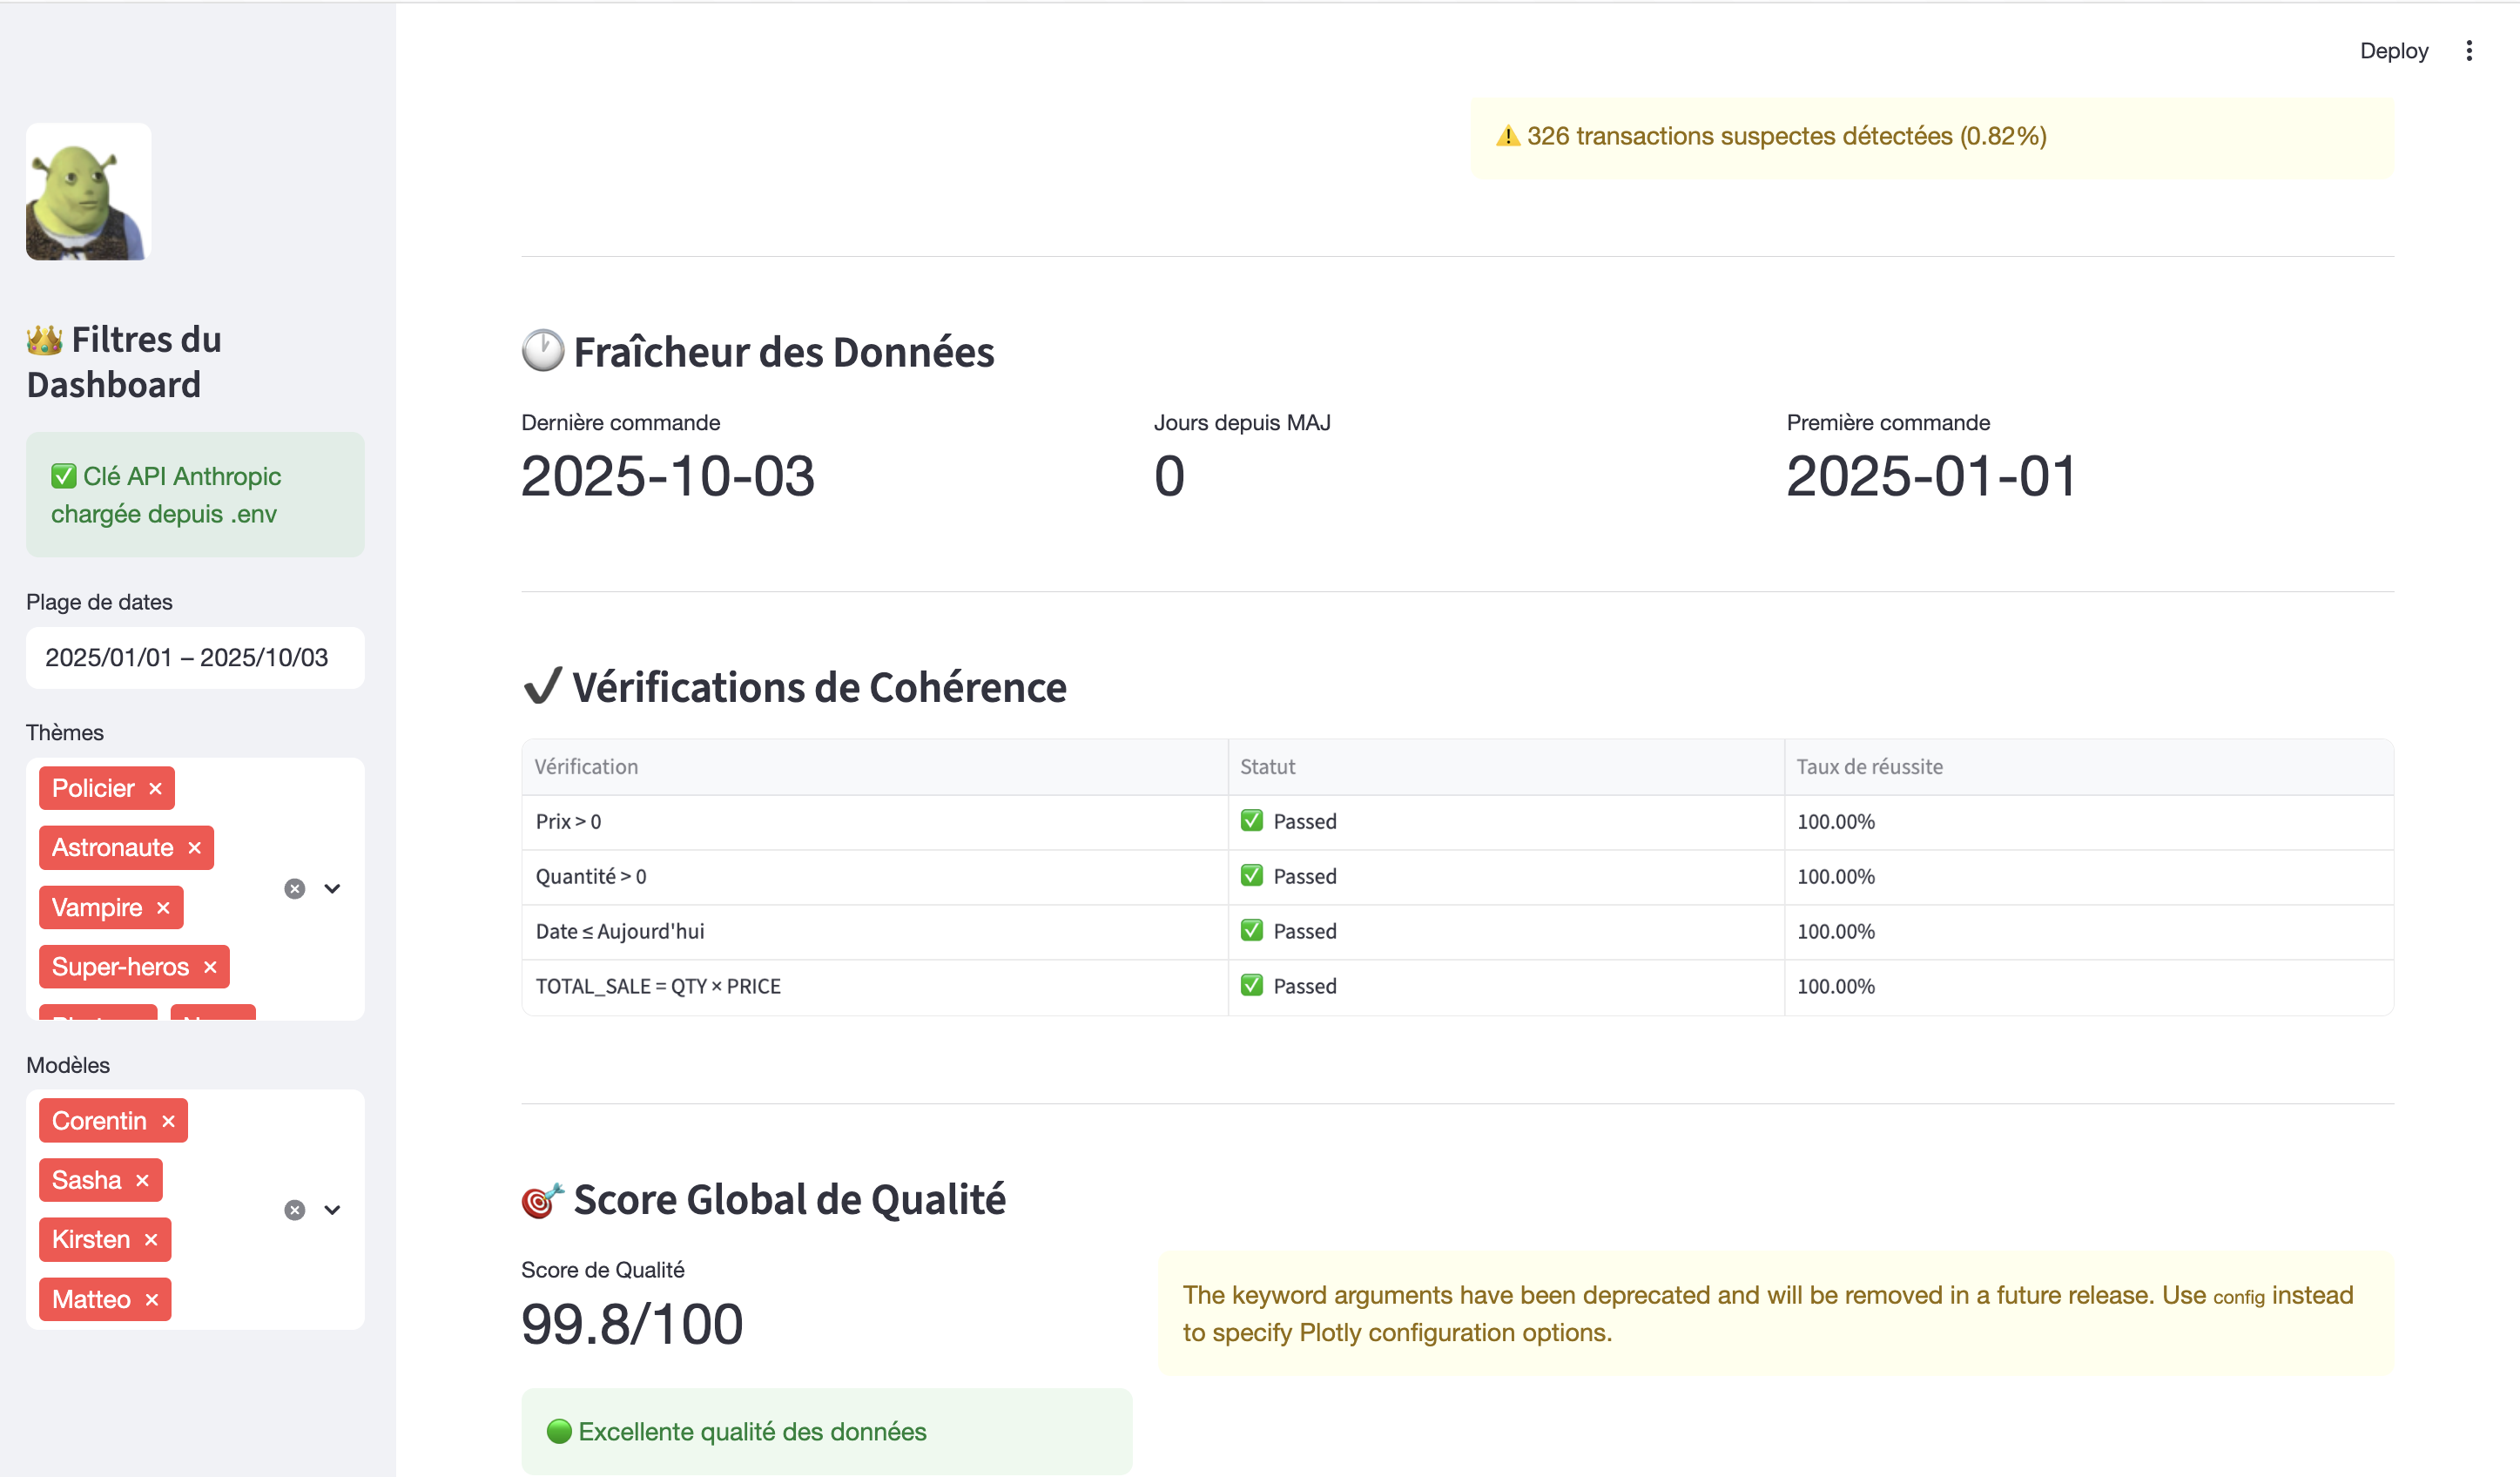 Deploy
⚠️ 326 transactions suspectes détectées (0.82%)
👑 Filtres du
Dashboard
✅ Clé API Anthropic
chargée depuis .env
Plage de dates
2025/01/01 – 2025/10/03
Thèmes
Policier ×
Astronaute ×
Vampire ×
Super-heros ×
Modèles
Corentin ×
Sasha ×
Kirsten ×
Matteo ×
🕐 Fraîcheur des Données
Dernière commande
2025-10-03
Jours depuis MAJ
0
Première commande
2025-01-01
✔️ Vérifications de Cohérence
Vérification Statut Taux de réussite
Prix > 0 ✅ Passed 100.00%
Quantité > 0 ✅ Passed 100.00%
Date ≤ Aujourd'hui ✅ Passed 100.00%
TOTAL_SALE = QTY × PRICE ✅ Passed 100.00%
🎯 Score Global de Qualité
Score de Qualité
99.8/100
The keyword arguments have been deprecated and will be removed in a future release. Use config instead
to specify Plotly configuration options.
🟢 Excellente qualité des données